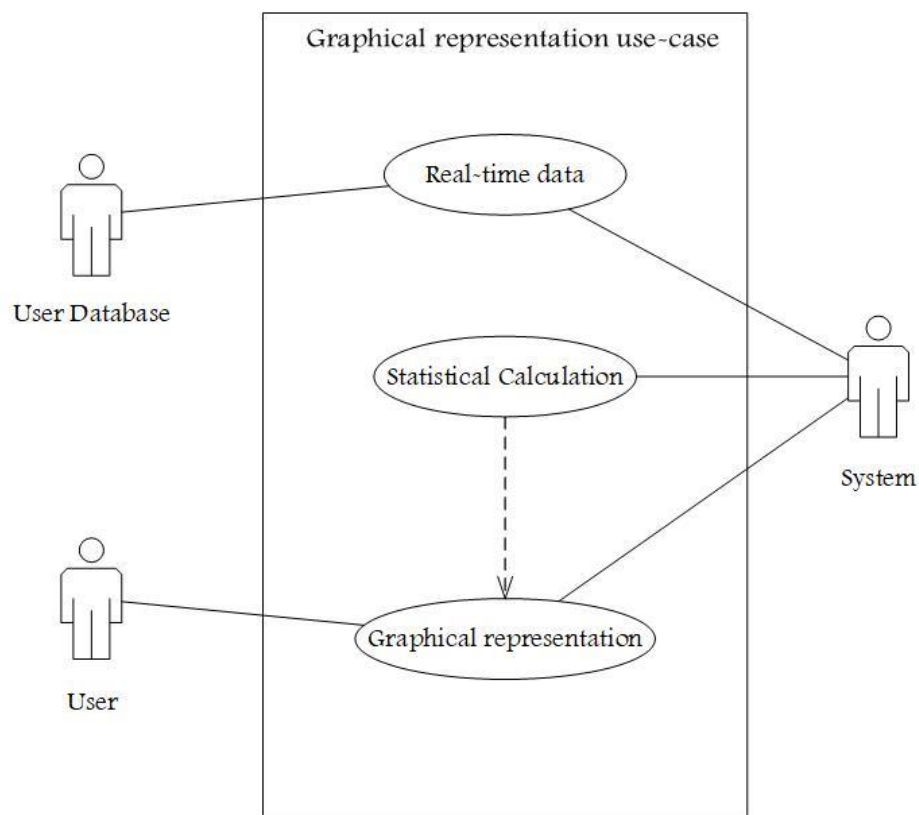 Graphical representation use-case
Real-time data
User Database
Statistical Calculation
System
Graphical representation
User